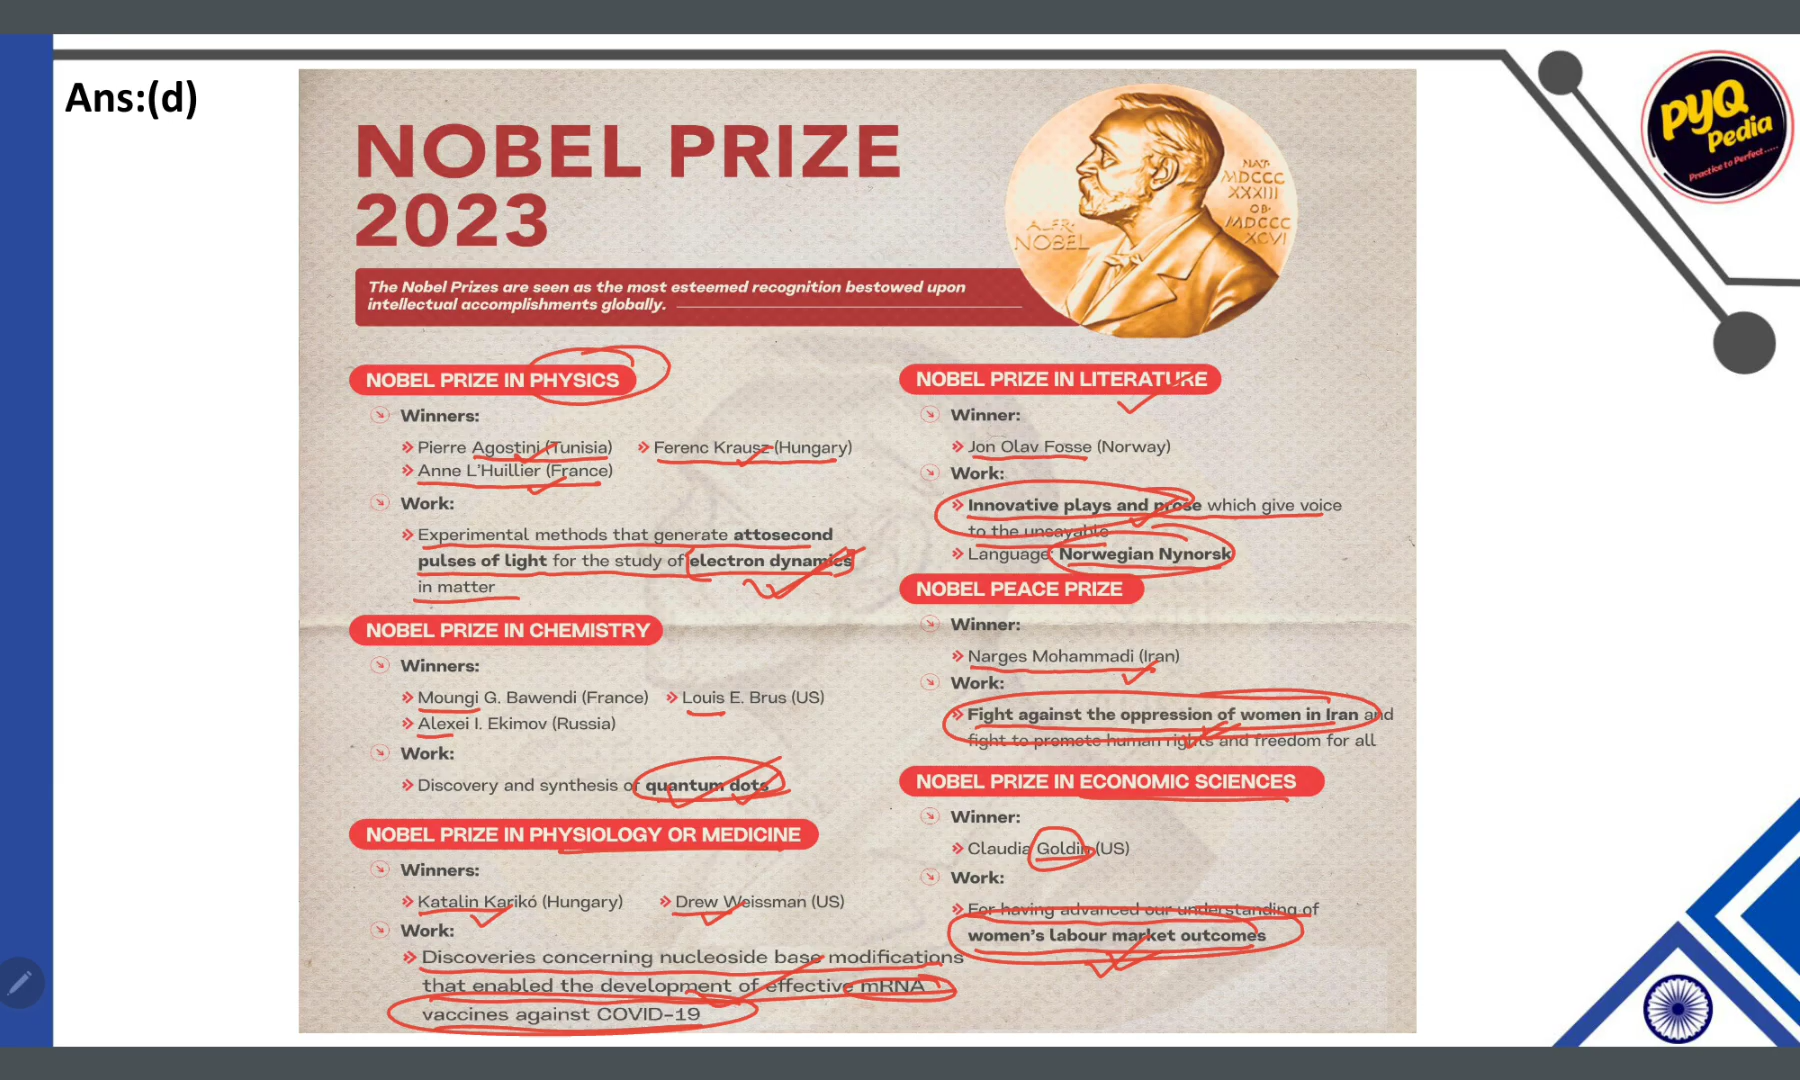 Ans:(d)
NOBEL PRIZE
2023
The Nobel Prizes are seen as the most esteemed recognition bestowed upon
intellectual accomplishments globally.
ALFR·
NOBEL
NAT·
MDCCC
XXXIII
OB·
MDCCC
XCVI
PYQ
Pedia
Practice to Perfect.....
NOBEL PRIZE IN PHYSICS
Winners:
Pierre Agostini (Tunisia)
Ferenc Krausz (Hungary)
Anne L'Huillier (France)
Work:
Experimental methods that generate attosecond
pulses of light for the study of electron dynamics
in matter
NOBEL PRIZE IN CHEMISTRY
Winners:
Moungi G. Bawendi (France)
Louis E. Brus (US)
Alexei I. Ekimov (Russia)
Work:
Discovery and synthesis of quantum dots
NOBEL PRIZE IN PHYSIOLOGY OR MEDICINE
Winners:
Katalin Karikó (Hungary)
Drew Weissman (US)
Work:
Discoveries concerning nucleoside base modifications
that enabled the development of effective mRNA
vaccines against COVID-19
NOBEL PRIZE IN LITERATURE
Winner:
Jon Olav Fosse (Norway)
Work:
Innovative plays and prose which give voice
to the unsayable
Language: Norwegian Nynorsk
NOBEL PEACE PRIZE
Winner:
Narges Mohammadi (Iran)
Work:
Fight against the oppression of women in Iran and
fight to promote human rights and freedom for all
NOBEL PRIZE IN ECONOMIC SCIENCES
Winner:
Claudia Goldin (US)
Work:
For having advanced our understanding of
women's labour market outcomes